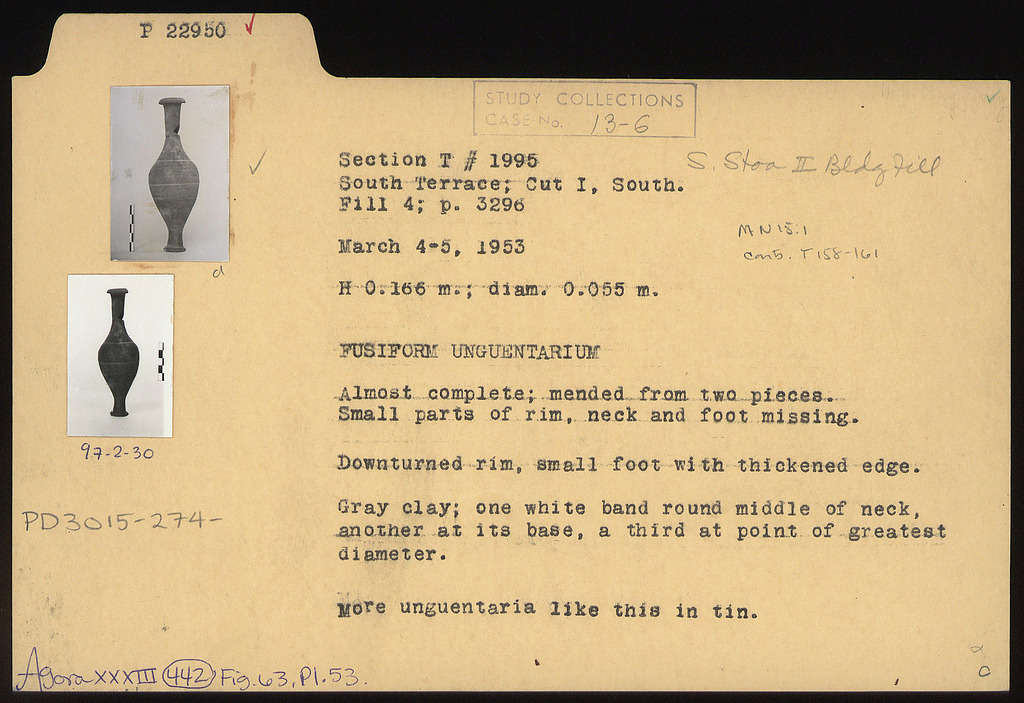 P 22950
STUDY COLLECTIONS
CASE No. 13-6
Section T # 1995
South Terrace; Cut I, South.
Fill 4; p. 3296
S. Stoa II Bldg Fill
March 4-5, 1953
M N 15:1
conts. T 158-161
H 0.166 m.; diam. 0.055 m.
FUSIFORM UNGUENTARIUM
Almost complete; mended from two pieces.
Small parts of rim, neck and foot missing.
Downturned rim, small foot with thickened edge.
Gray clay; one white band round middle of neck,
another at its base, a third at point of greatest
diameter.
More unguentaria like this in tin.
d
97-2-30
PD3015-274-
Agora XXXIII 442 Fig. 63, Pl. 53.